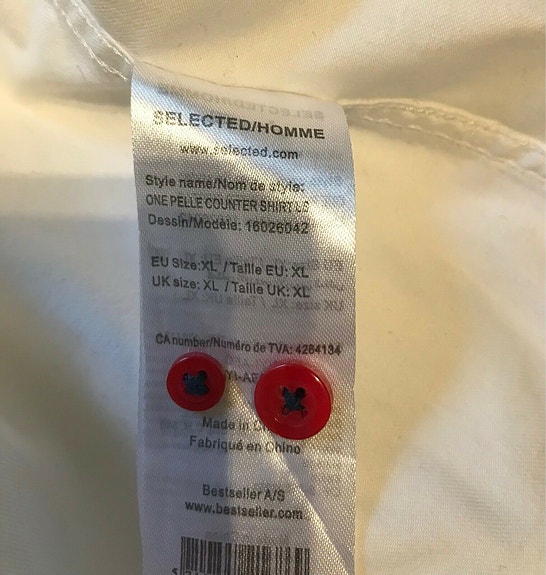 SELECTED/HOMME
www.selected.com
Style name/Nom de style:
ONE PELLE COUNTER SHIRT LS
Dessin/Modèle: 16026042
EU Size:XL / Taille EU: XL
UK size: XL / Taille UK: XL
CA number/Numéro de TVA: 4264134
Made in
Fabriqué en Chine
Bestseller A/S
www.bestseller.com